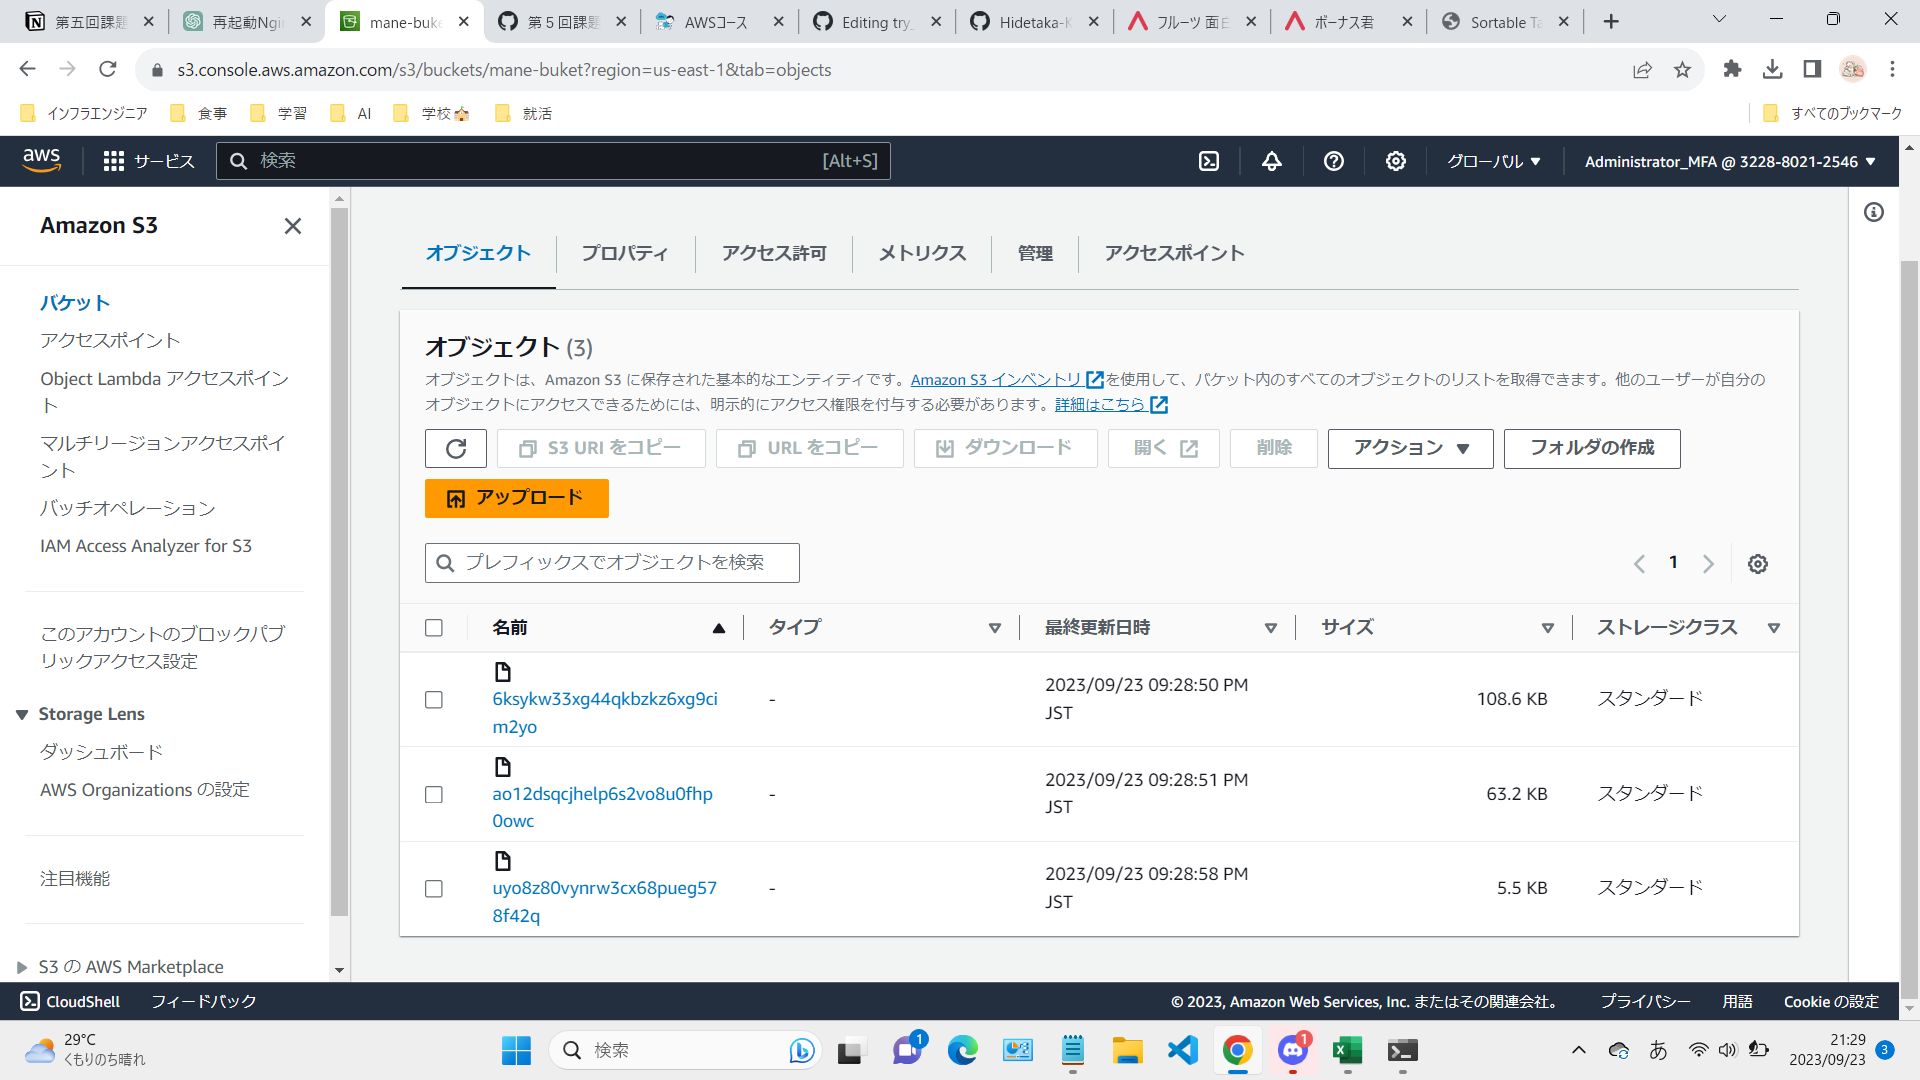 第五回課題
再起動Ngi
mane-buke
第５回課題
AWSコース
Editing try_
Hidetaka-K
フルーツ 面白
ボーナス君
Sortable Ta
s3.console.aws.amazon.com/s3/buckets/mane-buket?region=us-east-1&tab=objects
インフラエンジニア
食事
学習
AI
学校
就活
すべてのブックマーク
aws
サービス
検索
[Alt+S]
グローバル
Administrator_MFA @ 3228-8021-2546
Amazon S3
バケット
アクセスポイント
Object Lambda アクセスポイン
ト
マルチリージョンアクセスポイ
ント
バッチオペレーション
IAM Access Analyzer for S3
このアカウントのブロックパブ
リックアクセス設定
Storage Lens
ダッシュボード
AWS Organizations の設定
注目機能
S3 の AWS Marketplace
オブジェクト
プロパティ
アクセス許可
メトリクス
管理
アクセスポイント
オブジェクト (3)
オブジェクトは、Amazon S3 に保存された基本的なエンティティです。Amazon S3 インベントリ を使用して、バケット内のすべてのオブジェクトのリストを取得できます。他のユーザーが自分の
オブジェクトにアクセスできるためには、明示的にアクセス権限を付与する必要があります。詳細はこちら
S3 URI をコピー
URL をコピー
ダウンロード
開く
削除
アクション
フォルダの作成
アップロード
プレフィックスでオブジェクトを検索
1
名前
タイプ
最終更新日時
サイズ
ストレージクラス
6ksykw33xg44qkbzkz6xg9ci
m2yo
-
2023/09/23 09:28:50 PM
JST
108.6 KB
スタンダード
ao12dsqcjhelp6s2vo8u0fhp
0owc
-
2023/09/23 09:28:51 PM
JST
63.2 KB
スタンダード
uyo8z80vynrw3cx68pueg57
8f42q
-
2023/09/23 09:28:58 PM
JST
5.5 KB
スタンダード
CloudShell
フィードバック
© 2023, Amazon Web Services, Inc. またはその関連会社。
プライバシー
用語
Cookie の設定
29°C
くもりのち晴れ
検索
1
1
あ
21:29
2023/09/23
3